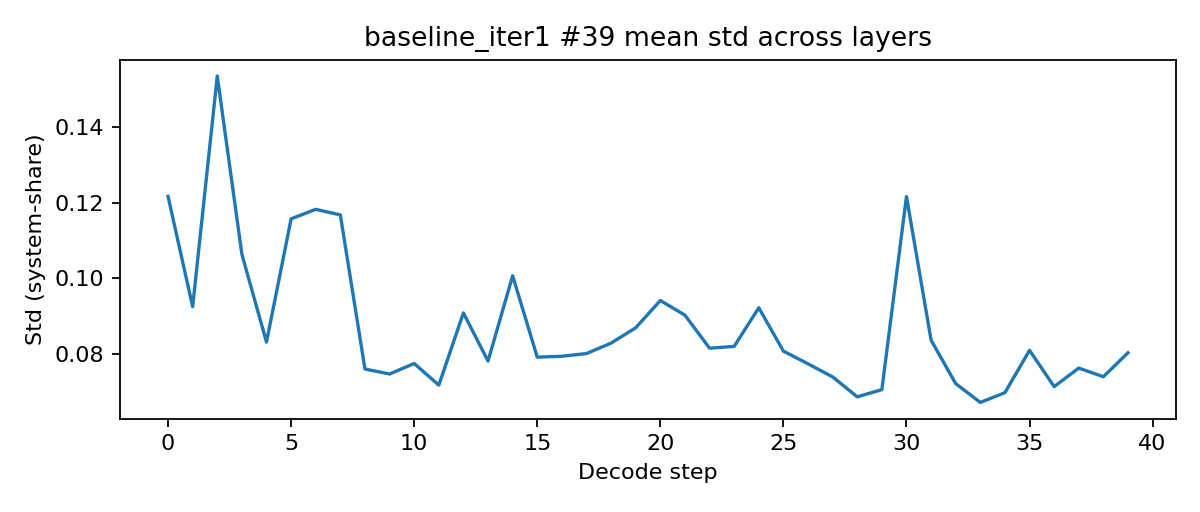 baseline_iter1 #39 mean std across layers
Std (system-share)
0.14
0.12
0.10
0.08
0 5 10 15 20 25 30 35 40
Decode step